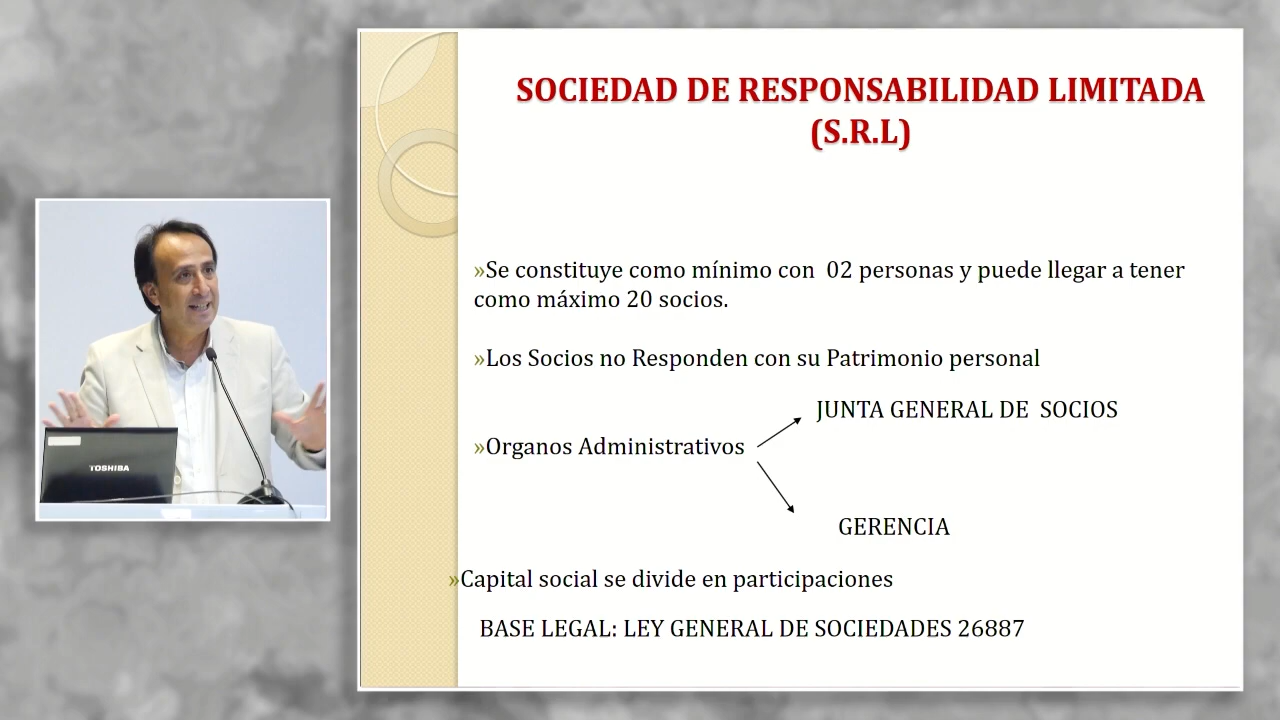 SOCIEDAD DE RESPONSABILIDAD LIMITADA
(S.R.L)
»Se constituye como mínimo con 02 personas y puede llegar a tener
como máximo 20 socios.
»Los Socios no Responden con su Patrimonio personal
JUNTA GENERAL DE SOCIOS
»Organos Administrativos
GERENCIA
»Capital social se divide en participaciones
BASE LEGAL: LEY GENERAL DE SOCIEDADES 26887
TOSHIBA